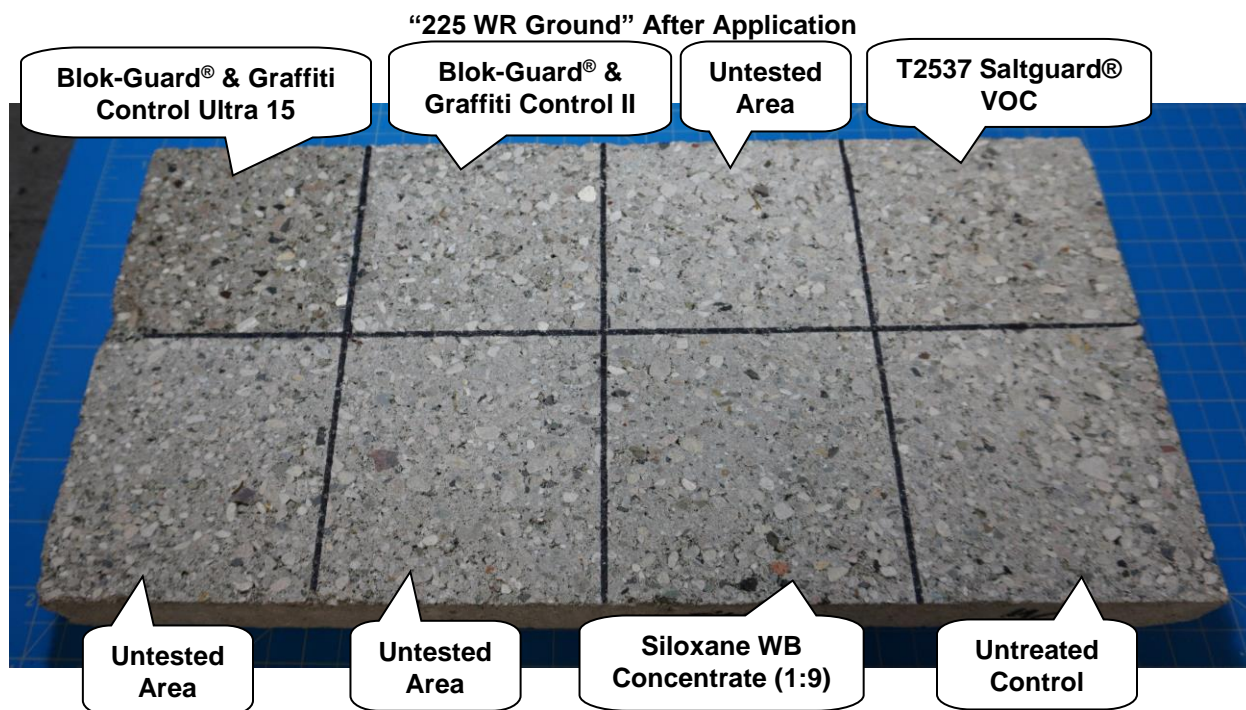 “225 WR Ground” After Application
Blok-Guard® & Graffiti
Control Ultra 15
Blok-Guard® &
Graffiti Control II
Untested
Area
T2537 Saltguard®
VOC
Untested
Area
Untested
Area
Siloxane WB
Concentrate (1:9)
Untreated
Control